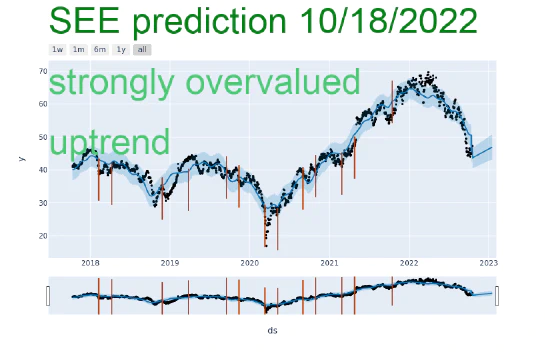 SEE prediction 10/18/2022
1w 1m 6m 1y all
strongly overvalued
uptrend
70
60
50
40
30
20
y
2018 2019 2020 2021 2022 2023
ds